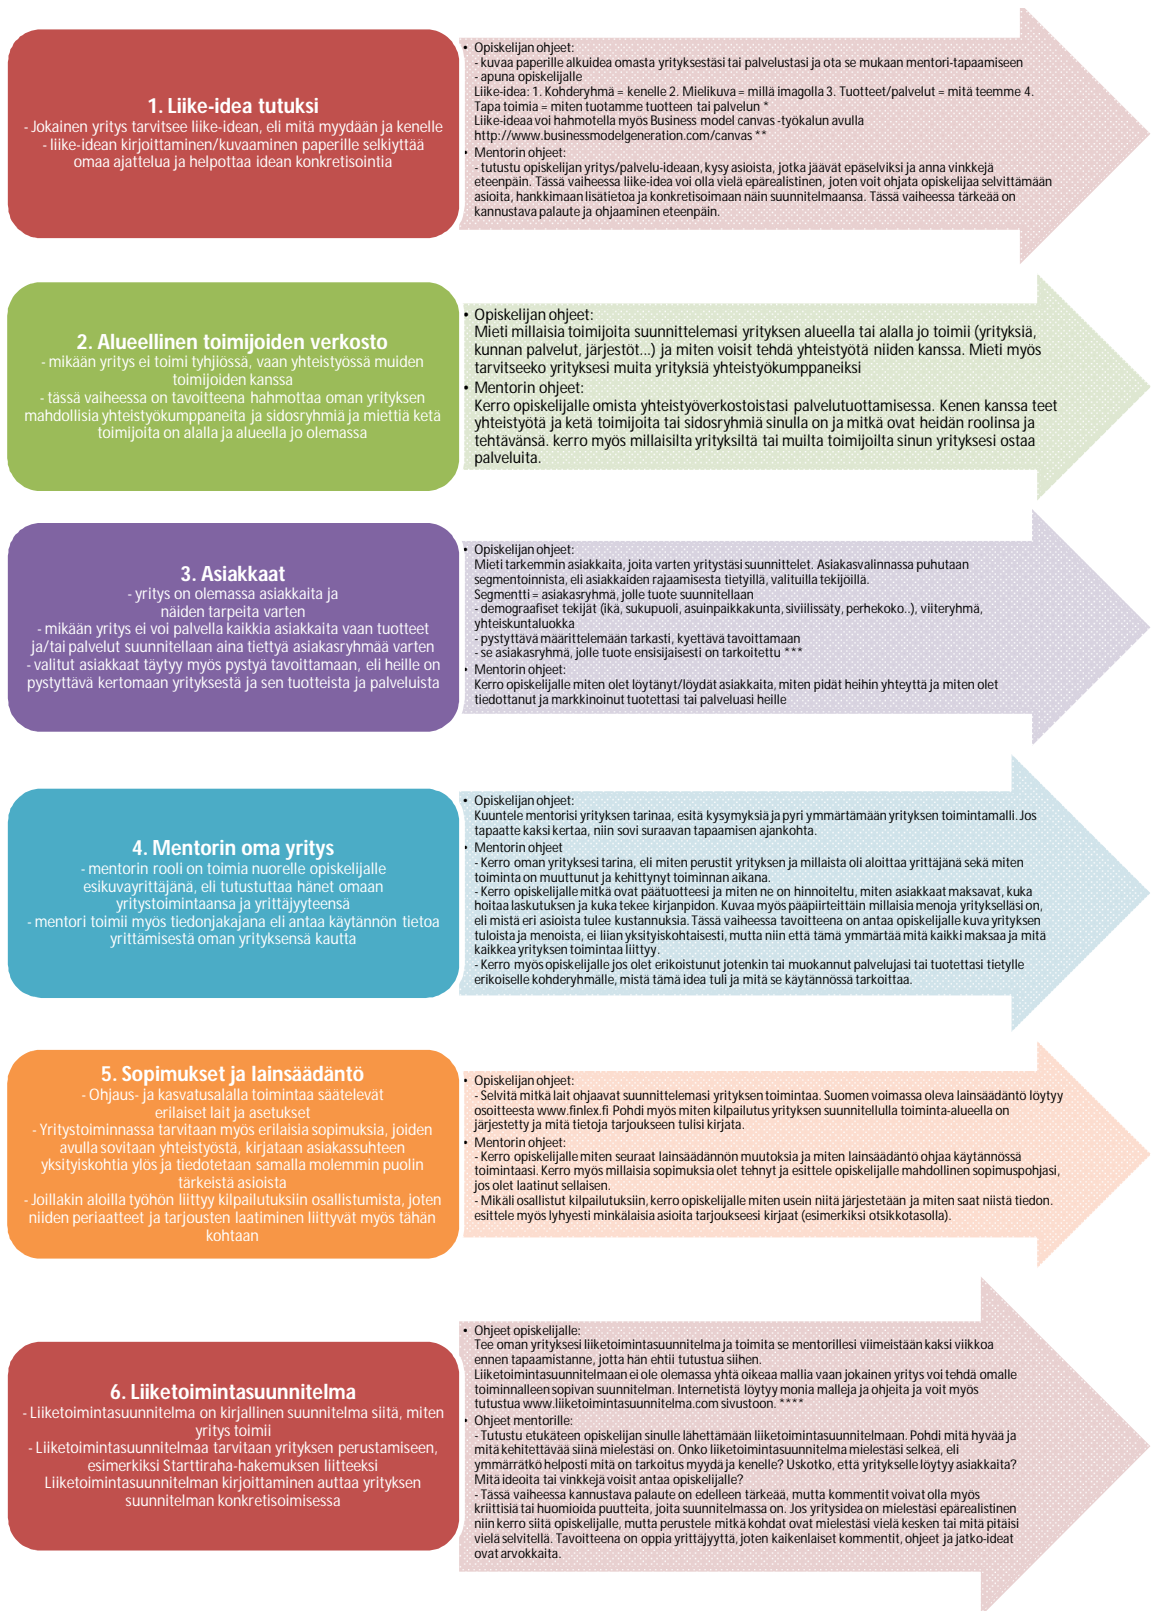 1. Liike-idea tutuksi
- Jokainen yritys tarvitsee liike-idean, eli mitä myydään ja kenelle
- liike-idean kirjoittaminen/kuvaaminen paperille selkiyttää
omaa ajattelua ja helpottaa idean konkretisointia
• Opiskelijan ohjeet:
- kuvaa paperille alkuidea omasta yrityksestäsi tai palvelustasi ja ota se mukaan mentori-tapaamiseen
- apuna opiskelijalle
Liike-idea: 1. Kohderyhmä = kenelle 2. Mielikuva = millä imagolla 3. Tuotteet/palvelut = mitä teemme 4.
Tapa toimia = miten tuotamme tuotteen tai palvelun *
Liike-ideaa voi hahmotella myös Business model canvas -työkalun avulla
http://www.businessmodelgeneration.com/canvas **
• Mentorin ohjeet:
- tutustu opiskelijan yritys/palvelu-ideaan, kysy asioista, jotka jäävät epäselviksi ja anna vinkkejä
eteenpäin. Tässä vaiheessa liike-idea voi olla vielä epärealistinen, joten voit ohjata opiskelijaa selvittämään
asioita, hankkimaan lisätietoa ja konkretisoimaan näin suunnitelmaansa. Tässä vaiheessa tärkeää on
kannustava palaute ja ohjaaminen eteenpäin.
2. Alueellinen toimijoiden verkosto
- mikään yritys ei toimi tyhjiössä, vaan yhteistyössä muiden
toimijoiden kanssa
- tässä vaiheessa on tavoitteena hahmottaa oman yrityksen
mahdollisia yhteistyökumppaneita ja sidosryhmiä ja miettiä ketä
toimijoita on alalla ja alueella jo olemassa
• Opiskelijan ohjeet:
Mieti millaisia toimijoita suunnittelemasi yrityksen alueella tai alalla jo toimii (yrityksiä,
kunnan palvelut, järjestöt...) ja miten voisit tehdä yhteistyötä niiden kanssa. Mieti myös
tarvitseeko yrityksesi muita yrityksiä yhteistyökumppaneiksi
• Mentorin ohjeet:
Kerro opiskelijalle omista yhteistyöverkostoistasi palvelutuottamisessa. Kenen kanssa teet
yhteistyötä ja ketä toimijoita tai sidosryhmiä sinulla on ja mitkä ovat heidän roolinsa ja
tehtävänsä. kerro myös millaisilta yrityksiltä tai muilta toimijoilta sinun yrityksesi ostaa
palveluita.
3. Asiakkaat
- yritys on olemassa asiakkaita ja
näiden tarpeita varten
- mikään yritys ei voi palvella kaikkia asiakkaita vaan tuotteet
ja/tai palvelut suunnitellaan aina tiettyä asiakasryhmää varten
- valitut asiakkaat täytyy myös pystyä tavoittamaan, eli heille on
pystyttävä kertomaan yrityksestä ja sen tuotteista ja palveluista
• Opiskelijan ohjeet:
Mieti tarkemmin asiakkaita, joita varten yritystäsi suunnittelet. Asiakasvalinnassa puhutaan
segmentoinnista, eli asiakkaiden rajaamisesta tietyillä, valituilla tekijöillä.
Segmentti = asiakasryhmä, jolle tuote suunnitellaan
- demograafiset tekijät (ikä, sukupuoli, asuinpaikkakunta, siviilissäty, perhekoko..), viiteryhmä,
yhteiskuntaluokka
- pystyttävä määrittelemään tarkasti, kyettävä tavoittamaan
- se asiakasryhmä, jolle tuote ensisijaisesti on tarkoitettu ***
• Mentorin ohjeet:
Kerro opiskelijalle miten olet löytänyt/löydät asiakkaita, miten pidät heihin yhteyttä ja miten olet
tiedottanut ja markkinoinut tuotettasi tai palveluasi heille
4. Mentorin oma yritys
- mentorin rooli on toimia nuorelle opiskelijalle
esikuvayrittäjänä, eli tutustuttaa hänet omaan
yritystoimintaansa ja yrittäjyyteensä
- mentori toimii myös tiedonjakajana eli antaa käytännön tietoa
yrittämisestä oman yrityksensä kautta
• Opiskelijan ohjeet:
Kuuntele mentorisi yrityksen tarinaa, esitä kysymyksiä ja pyri ymmärtämään yrityksen toimintamalli. Jos
tapaatte kaksi kertaa, niin sovi suraavan tapaamisen ajankohta.
• Mentorin ohjeet
- Kerro oman yrityksesi tarina, eli miten perustit yrityksen ja millaista oli aloittaa yrittäjänä sekä miten
toiminta on muuttunut ja kehittynyt toiminnan aikana.
- Kerro opiskelijalle mitkä ovat päätuotteesi ja miten ne on hinnoiteltu, miten asiakkaat maksavat, kuka
hoitaa laskutuksen ja kuka tekee kirjanpidon. Kuvaa myös pääpiirteittäin millaisia menoja yritykselläsi on,
eli mistä eri asioista tulee kustannuksia. Tässä vaiheessa tavoitteena on antaa opiskelijalle kuva yrityksen
tuloista ja menoista, ei liian yksityiskohtaisesti, mutta niin että tämä ymmärtää mitä kaikki maksaa ja mitä
kaikkea yrityksen toimintaa liittyy.
- Kerro myös opiskelijalle jos olet erikoistunut jotenkin tai muokannut palvelujasi tai tuotettasi tietylle
erikoiselle kohderyhmälle, mistä tämä idea tuli ja mitä se käytännössä tarkoittaa.
5. Sopimukset ja lainsäädäntö
- Ohjaus- ja kasvatusalalla toimintaa säätelevät
erilaiset lait ja asetukset
- Yritystoiminnassa tarvitaan myös erilaisia sopimuksia, joiden
avulla sovitaan yhteistyöstä, kirjataan asiakassuhteen
yksityiskohtia ylös ja tiedotetaan samalla molemmin puolin
tärkeistä asioista
- Joillakin aloilla työhön liittyy kilpailutuksiin osallistumista, joten
niiden periaatteet ja tarjousten laatiminen liittyvät myös tähän
kohtaan
• Opiskelijan ohjeet:
- Selvitä mitkä lait ohjaavat suunnittelemasi yrityksen toimintaa. Suomen voimassa oleva lainsäädäntö löytyy
osoitteesta www.finlex.fi Pohdi myös miten kilpailutus yrityksen suunnitellulla toiminta-alueella on
järjestetty ja mitä tietoja tarjoukseen tulisi kirjata.
• Mentorin ohjeet:
- Kerro opiskelijalle miten seuraat lainsäädännön muutoksia ja miten lainsäädäntö ohjaa käytännössä
toimintaasi. Kerro myös millaisia sopimuksia olet tehnyt ja esittele opiskelijalle mahdollinen sopimuspohjasi,
jos olet laatinut sellaisen.
- Mikäli osallistut kilpailutuksiin, kerro opiskelijalle miten usein niitä järjestetään ja miten saat niistä tiedon.
esittele myös lyhyesti minkälaisia asioita tarjoukseesi kirjaat (esimerkiksi otsikkotasolla).
6. Liiketoimintasuunnitelma
- Liiketoimintasuunnitelma on kirjallinen suunnitelma siitä, miten
yritys toimii
- Liiketoimintasuunnitelmaa tarvitaan yrityksen perustamiseen,
esimerkiksi Starttiraha-hakemuksen liitteeksi
Liiketoimintasuunnitelman kirjoittaminen auttaa yrityksen
suunnitelman konkretisoimisessa
• Ohjeet opiskelijalle:
Tee oman yrityksesi liiketoimintasuunnitelma ja toimita se mentorillesi viimeistään kaksi viikkoa
ennen tapaamistanne, jotta hän ehtii tutustua siihen.
Liiketoimintasuunnitelmaan ei ole olemassa yhtä oikeaa mallia vaan jokainen yritys voi tehdä omalle
toiminnalleen sopivan suunnitelman. Internetistä löytyy monia malleja ja ohjeita ja voit myös
tutustua www.liiketoimintasuunnitelma.com sivustoon. ****
• Ohjeet mentorille:
- Tutustu etukäteen opiskelijan sinulle lähettämään liiketoimintasuunnitelmaan. Pohdi mitä hyvää ja
mitä kehitettävää siinä mielestäsi on. Onko liiketoimintasuunnitelma mielestäsi selkeä, eli
ymmärrätkö helposti mitä on tarkoitus myydä ja kenelle? Uskotko, että yritykselle löytyy asiakkaita?
Mitä ideoita tai vinkkejä voisit antaa opiskelijalle?
- Tässä vaiheessa kannustava palaute on edelleen tärkeää, mutta kommentit voivat olla myös
kriittisiä tai huomioida puutteita, joita suunnitelmassa on. Jos yritysidea on mielestäsi epärealistinen
niin kerro siitä opiskelijalle, mutta perustele mitkä kohdat ovat mielestäsi vielä kesken tai mitä pitäisi
vielä selvitellä. Tavoitteena on oppia yrittäjyyttä, joten kaikenlaiset kommentit, ohjeet ja jatko-ideat
ovat arvokkaita.